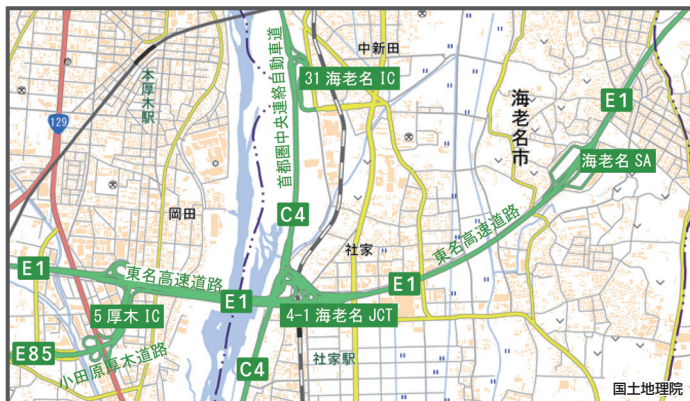 中新田
31 海老名 IC
首都圏中央連絡自動車道
本厚木駅
129
E1
海老名市
海老名 SA
岡田
C4
社家
東名高速道路
E1
東名高速道路
E1
E1
5 厚木 IC
4-1 海老名 JCT
E85
小田原厚木道路
C4
社家駅
国土地理院